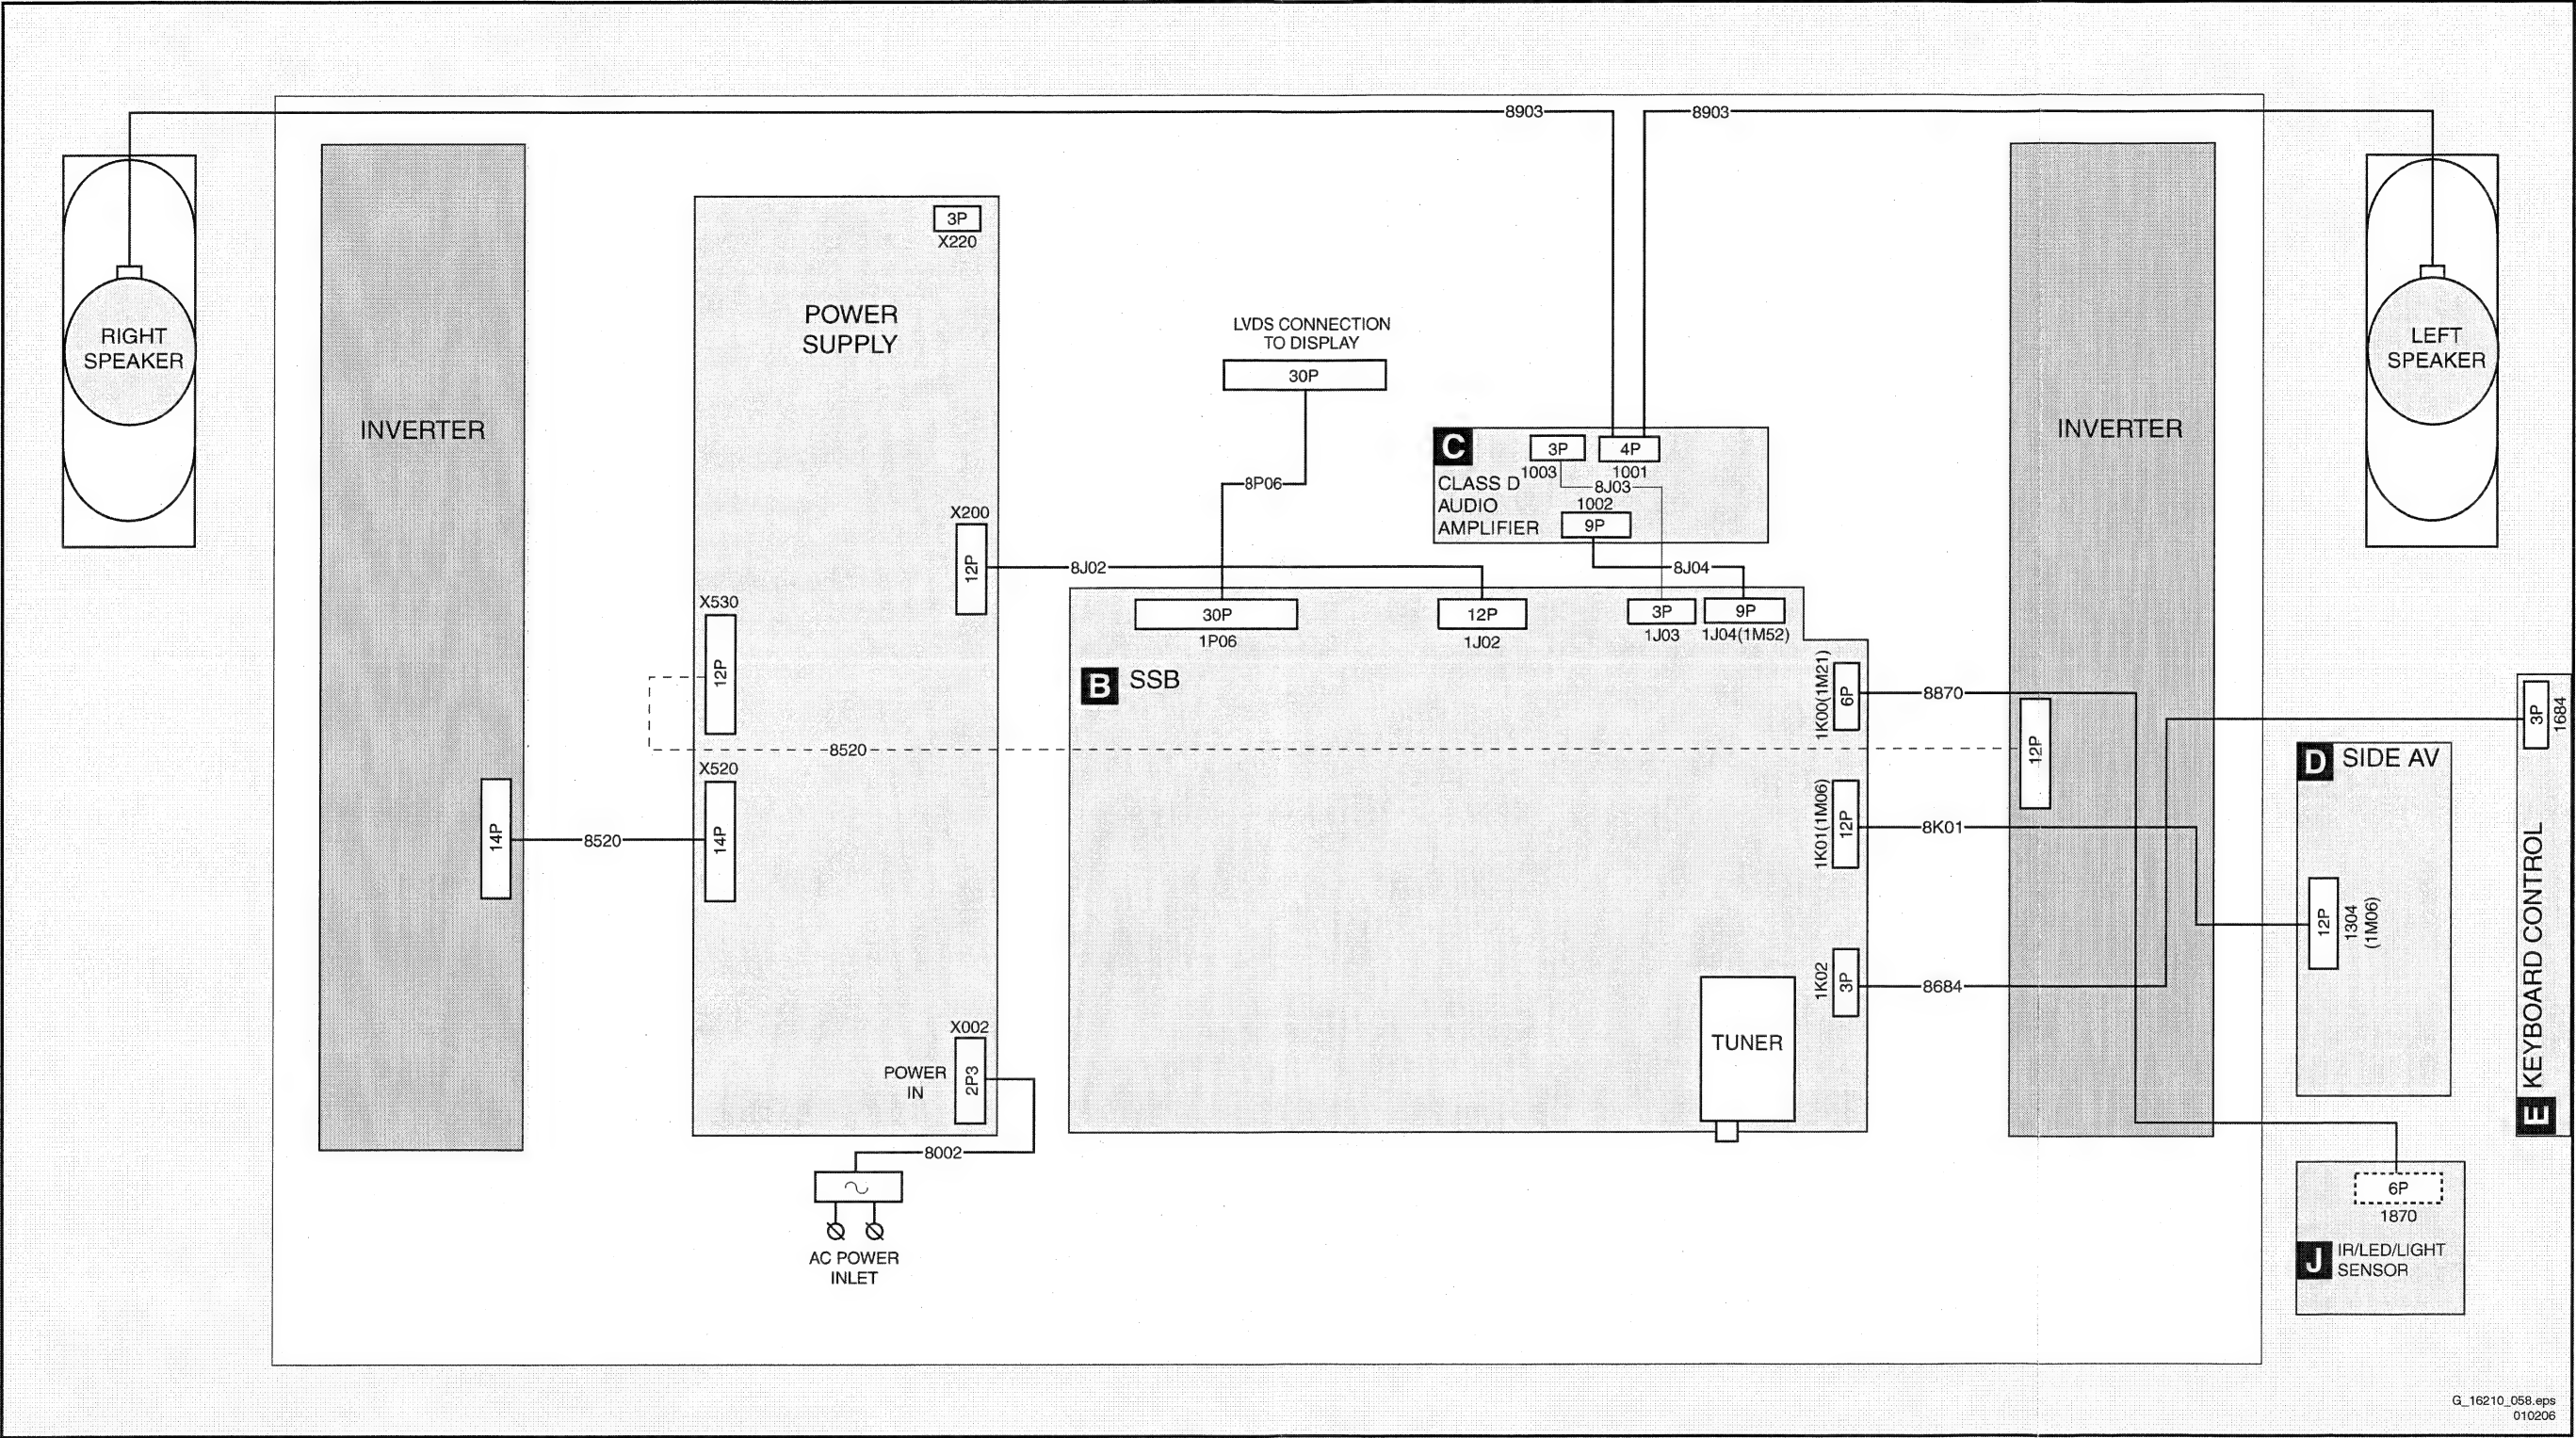 8903
8903
RIGHT
SPEAKER
INVERTER
3P
X220
POWER
SUPPLY
X200
12P
X530
12P
8520
X520
14P
14P
8520
X002
POWER
IN
2P3
8002
AC POWER
INLET
LVDS CONNECTION
TO DISPLAY
30P
8P06
8J02
C
3P
4P
1003
1001
CLASS D
8J03
AUDIO
1002
AMPLIFIER
9P
8J04
30P
12P
3P
9P
1P06
1J02
1J03
1J04(1M52)
B SSB
1K00(1M21)
6P
8870
1K01(1M06)
12P
8K01
1K02
3P
8684
TUNER
INVERTER
12P
LEFT
SPEAKER
3P
1684
D SIDE AV
12P
1304
(1M06)
E KEYBOARD CONTROL
6P
1870
J IR/LED/LIGHT
SENSOR
G_16210_058.eps
010206